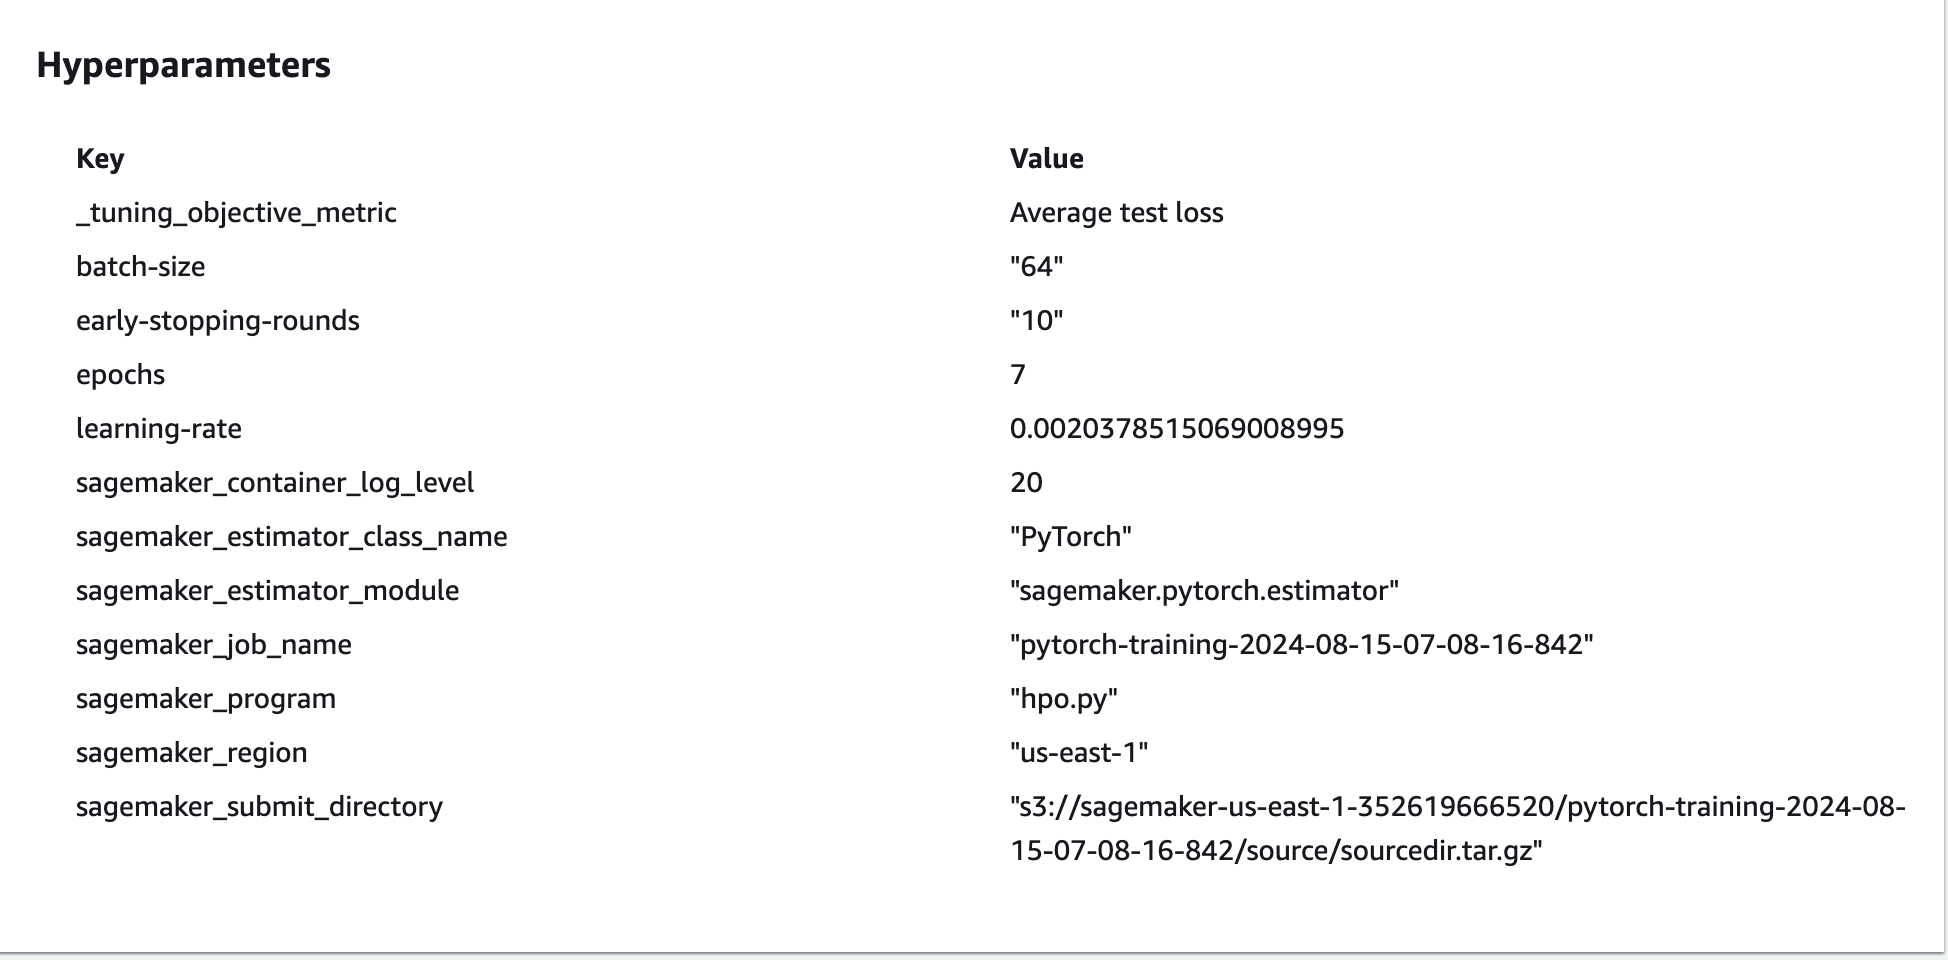 Hyperparameters
Key Value
_tuning_objective_metric Average test loss
batch-size "64"
early-stopping-rounds "10"
epochs 7
learning-rate 0.0020378515069008995
sagemaker_container_log_level 20
sagemaker_estimator_class_name "PyTorch"
sagemaker_estimator_module "sagemaker.pytorch.estimator"
sagemaker_job_name "pytorch-training-2024-08-15-07-08-16-842"
sagemaker_program "hpo.py"
sagemaker_region "us-east-1"
sagemaker_submit_directory "s3://sagemaker-us-east-1-352619666520/pytorch-training-2024-08-
15-07-08-16-842/source/sourcedir.tar.gz"